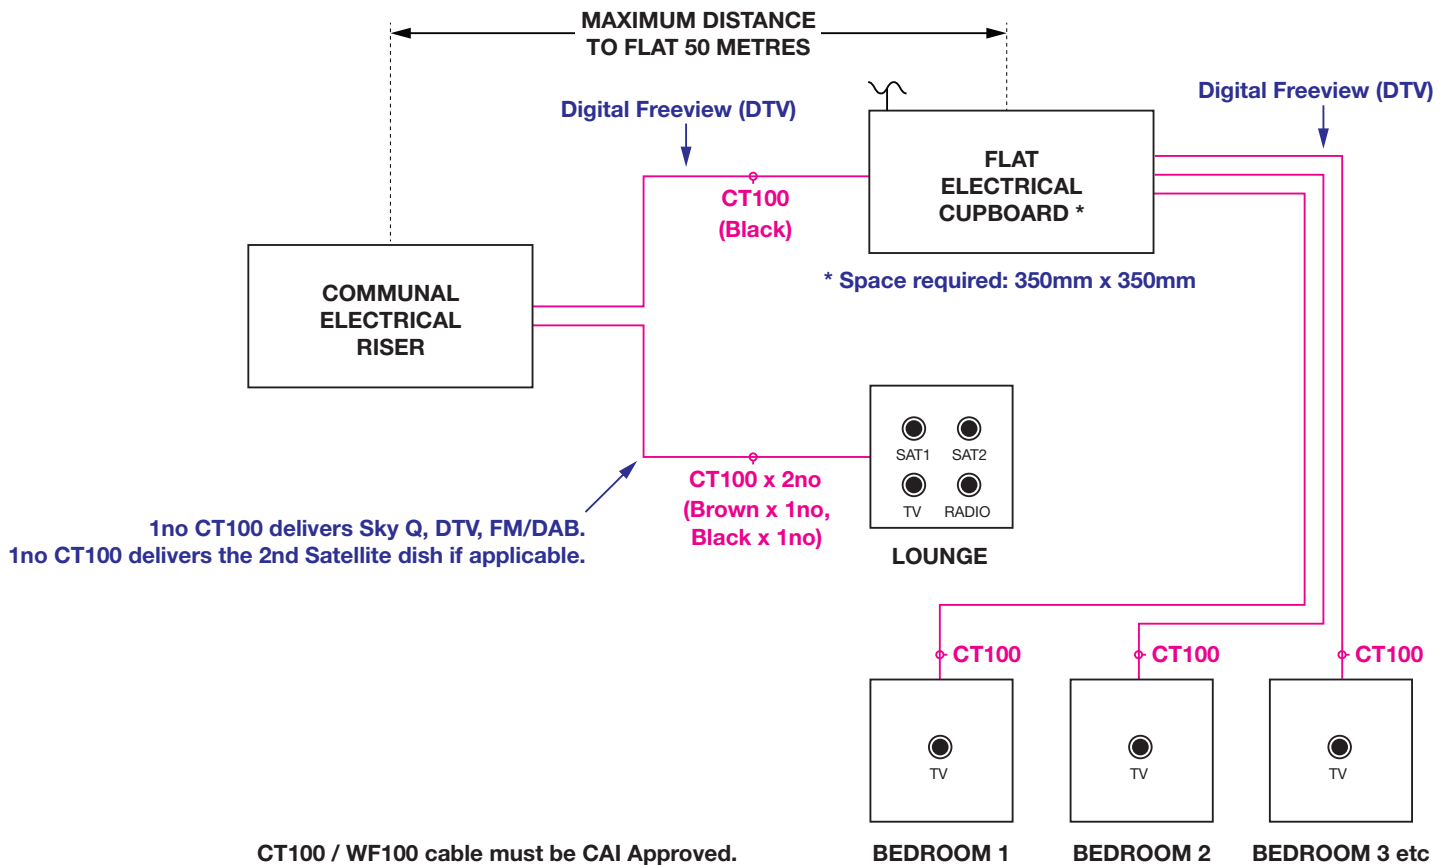 MAXIMUM DISTANCE
TO FLAT 50 METRES
Digital Freeview (DTV)
Digital Freeview (DTV)
FLAT
ELECTRICAL
CUPBOARD *
CT100
(Black)
* Space required: 350mm x 350mm
COMMUNAL
ELECTRICAL
RISER
SAT1 SAT2
TV RADIO
LOUNGE
CT100 x 2no
(Brown x 1no,
Black x 1no)
1no CT100 delivers Sky Q, DTV, FM/DAB.
1no CT100 delivers the 2nd Satellite dish if applicable.
CT100 CT100 CT100
TV TV TV
BEDROOM 1 BEDROOM 2 BEDROOM 3 etc
CT100 / WF100 cable must be CAI Approved.